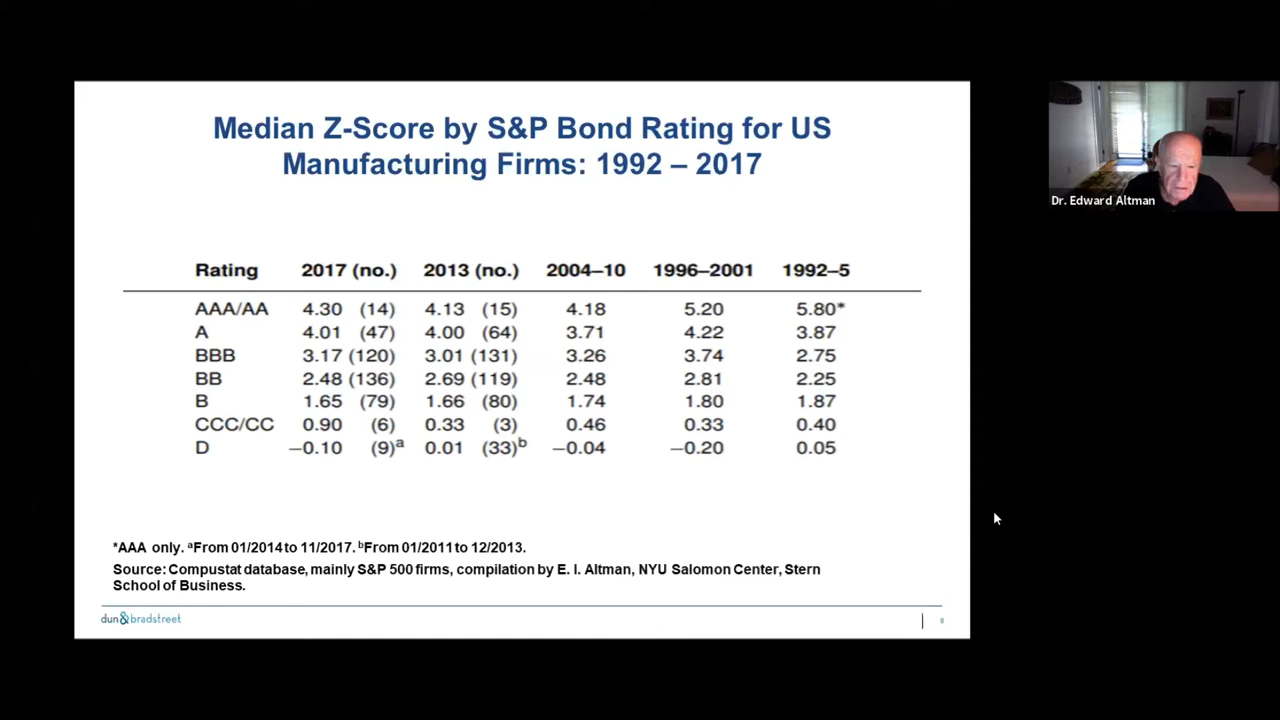 Median Z-Score by S&P Bond Rating for US
Manufacturing Firms: 1992 – 2017
Rating 2017 (no.) 2013 (no.) 2004–10 1996–2001 1992–5
AAA/AA 4.30 (14) 4.13 (15) 4.18 5.20 5.80*
A 4.01 (47) 4.00 (64) 3.71 4.22 3.87
BBB 3.17 (120) 3.01 (131) 3.26 3.74 2.75
BB 2.48 (136) 2.69 (119) 2.48 2.81 2.25
B 1.65 (79) 1.66 (80) 1.74 1.80 1.87
CCC/CC 0.90 (6) 0.33 (3) 0.46 0.33 0.40
D −0.10 (9)ᵃ 0.01 (33)ᵇ −0.04 −0.20 0.05
*AAA only. ᵃFrom 01/2014 to 11/2017. ᵇFrom 01/2011 to 12/2013.
Source: Compustat database, mainly S&P 500 firms, compilation by E. I. Altman, NYU Salomon Center, Stern
School of Business.
dun&bradstreet
8
Dr. Edward Altman